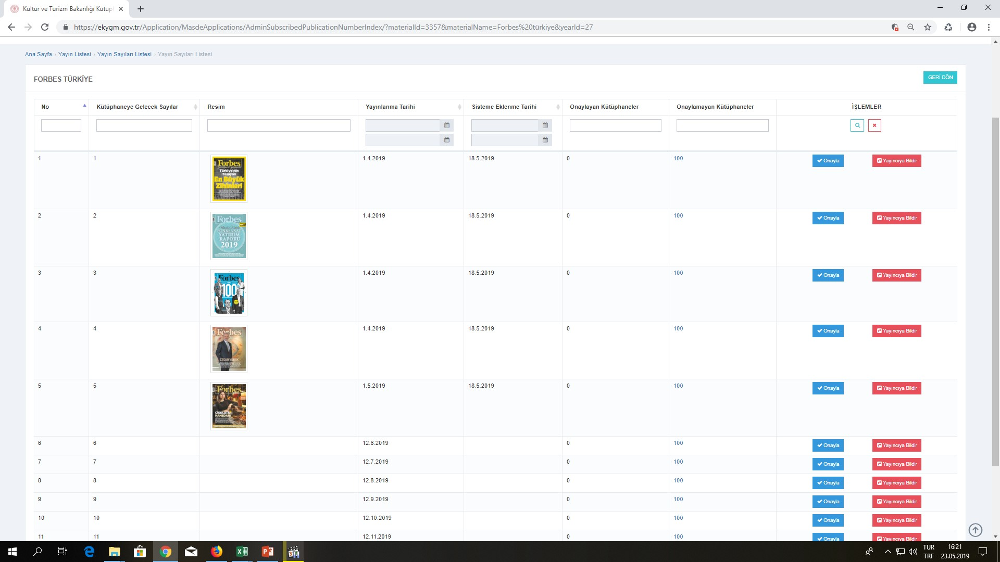 Kültür ve Turizm Bakanlığı Kütüp
https://ekygm.gov.tr/Application/MasdeApplications/AdminSubscribedPublicationNumberIndex/?materialId=3357&materialName=Forbes%20türkiye&yearId=27
Ana Sayfa › Yayın Listesi › Yayın Sayıları Listesi › Yayın Sayıları Listesi
FORBES TÜRKİYE
GERİ DÖN
No Kütüphaneye Gelecek Sayılar Resim Yayınlanma Tarihi Sisteme Eklenme Tarihi Onaylayan Kütüphaneler Onaylamayan Kütüphaneler İŞLEMLER
1 1 1.4.2019 18.5.2019 0 100 Onayla Yayıncıya Bildir
Forbes
Türkiye'nin
Yaşayan
En Büyük
Zihinleri
2 2 1.4.2019 18.5.2019 0 100 Onayla Yayıncıya Bildir
Forbes
YATIRIM
RAPORU
2019
3 3 1.4.2019 18.5.2019 0 100 Onayla Yayıncıya Bildir
Forbes
100
4 4 1.4.2019 18.5.2019 0 100 Onayla Yayıncıya Bildir
Forbes
CESUR YÜREK
5 5 1.5.2019 18.5.2019 0 100 Onayla Yayıncıya Bildir
Forbes
ÇİKOLATA
HANEDANI
6 6 12.6.2019 0 100 Onayla Yayıncıya Bildir
7 7 12.7.2019 0 100 Onayla Yayıncıya Bildir
8 8 12.8.2019 0 100 Onayla Yayıncıya Bildir
9 9 12.9.2019 0 100 Onayla Yayıncıya Bildir
10 10 12.10.2019 0 100 Onayla Yayıncıya Bildir
11 11 12.11.2019 0 100 Onayla Yayıncıya Bildir
TUR 16:21
TRF 23.05.2019